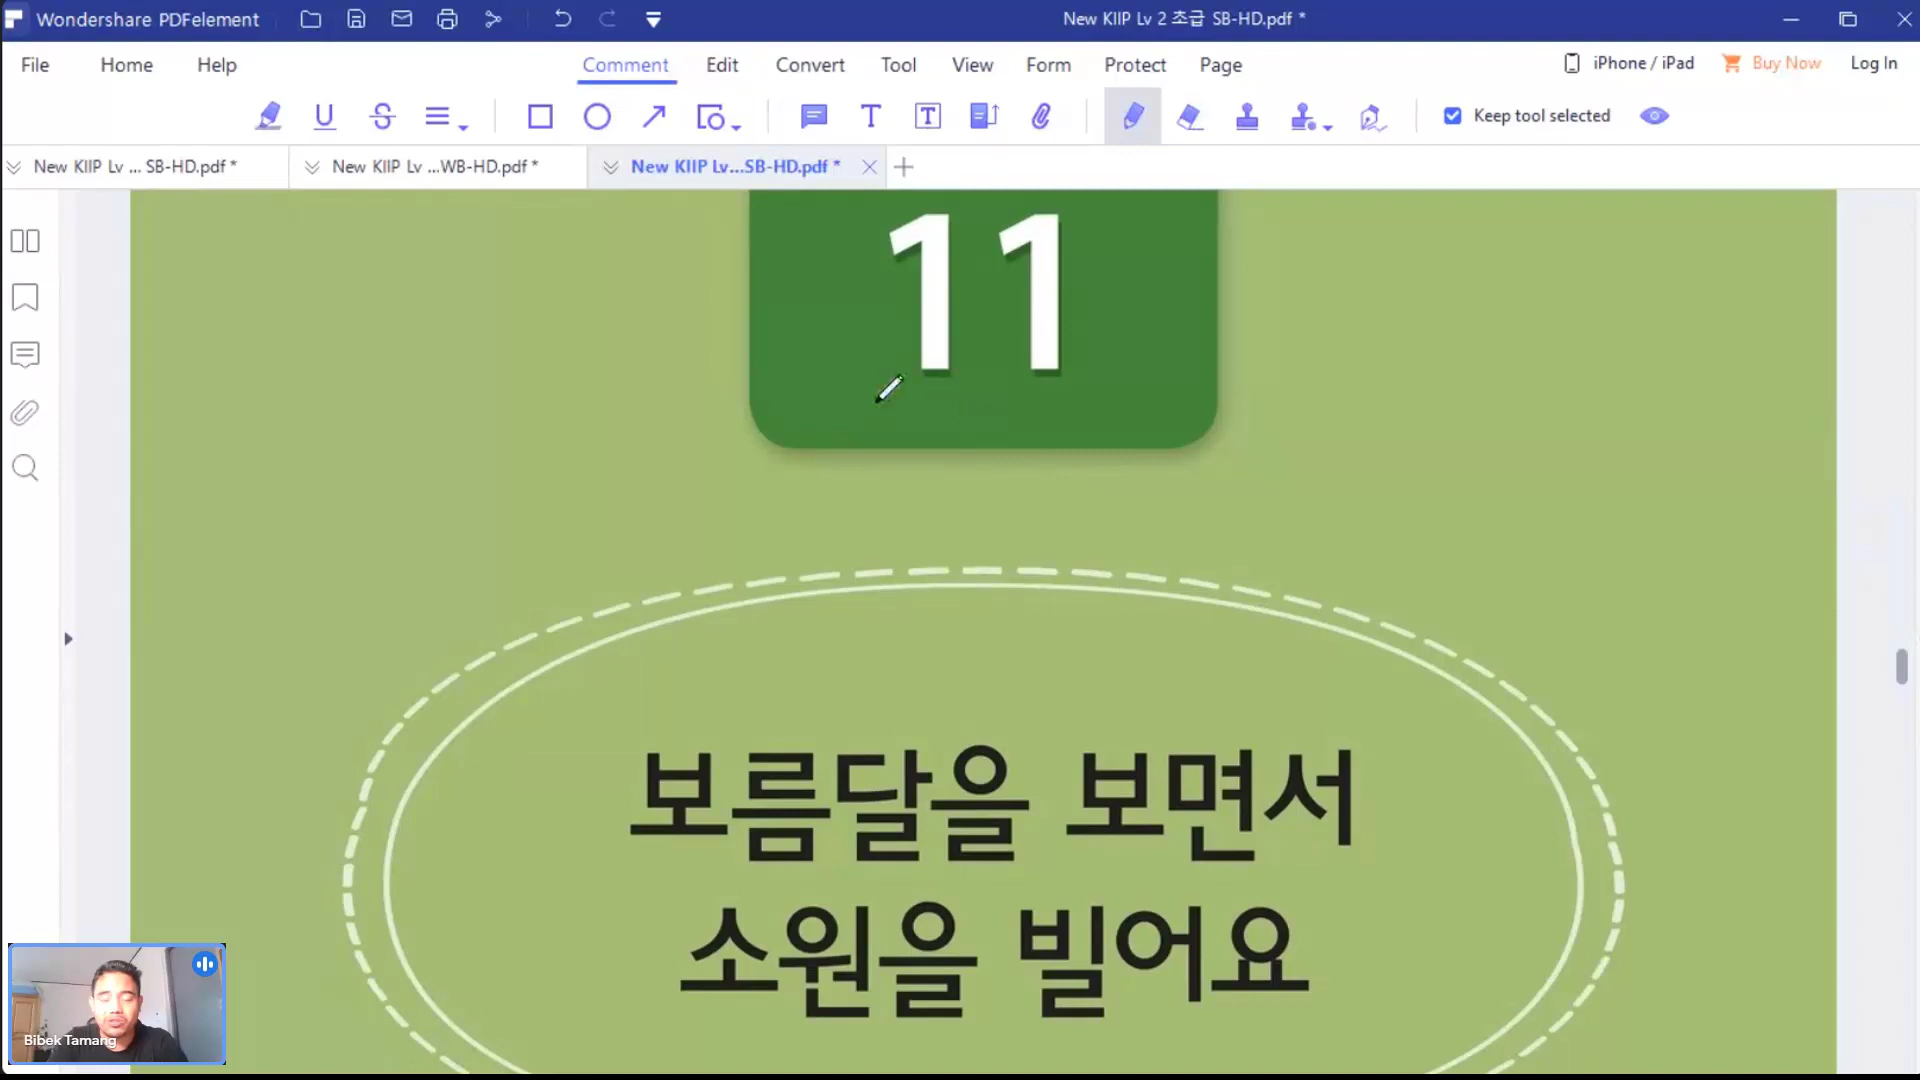 Wondershare PDFelement
New KIIP Lv 2 초급 SB-HD.pdf *
File Home Help Comment Edit Convert Tool View Form Protect Page iPhone / iPad Buy Now Log In
Keep tool selected
New KIIP Lv ... SB-HD.pdf * New KIIP Lv ...WB-HD.pdf * New KIIP Lv...SB-HD.pdf *
11
보름달을 보면서
소원을 빌어요
Bibek Tamang